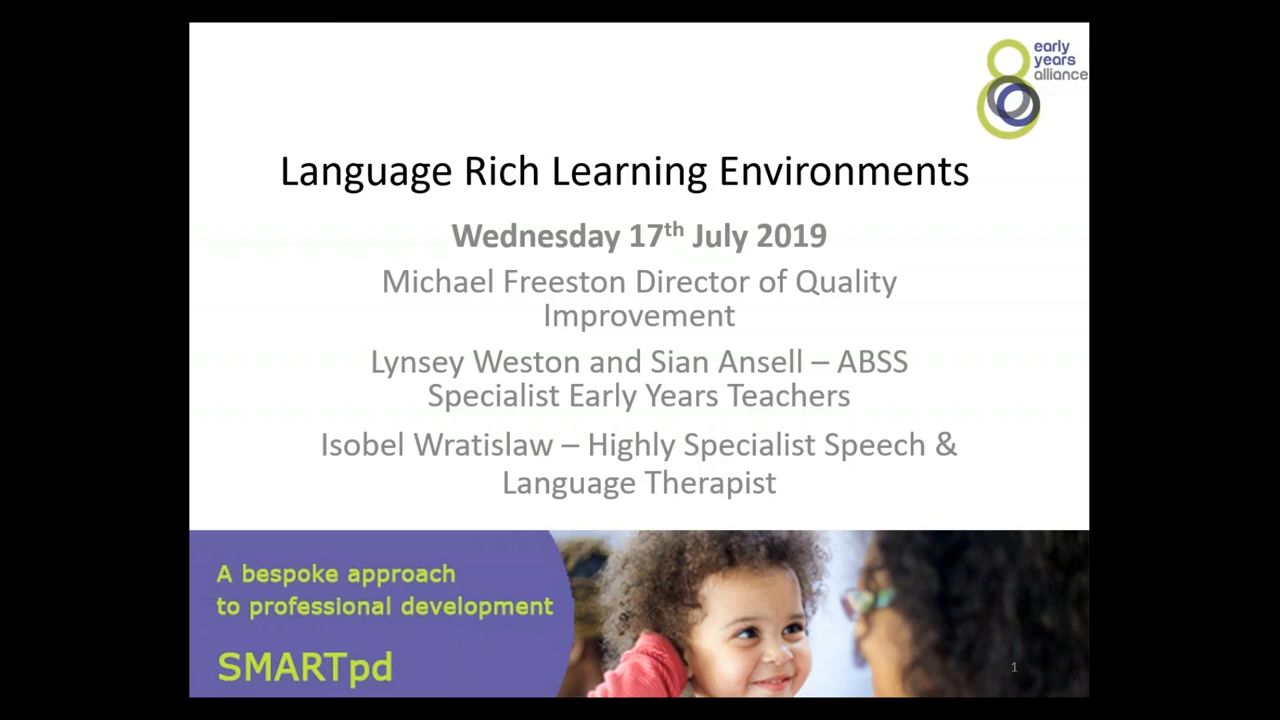 early
years
alliance
Language Rich Learning Environments
Wednesday 17th July 2019
Michael Freeston Director of Quality
Improvement
Lynsey Weston and Sian Ansell – ABSS
Specialist Early Years Teachers
Isobel Wratislaw – Highly Specialist Speech &
Language Therapist
A bespoke approach
to professional development
SMARTpd
1